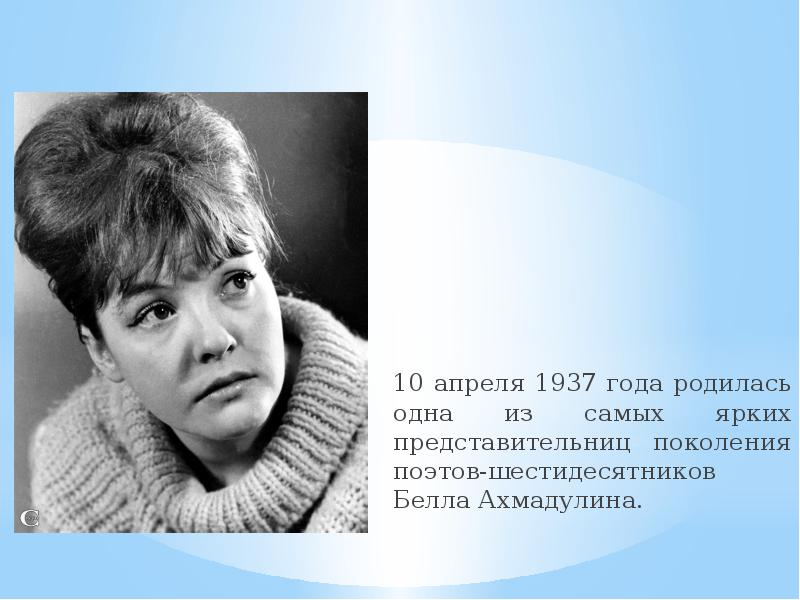 10 апреля 1937 года родилась
одна из самых ярких
представительниц поколения
поэтов-шестидесятников
Белла Ахмадулина.